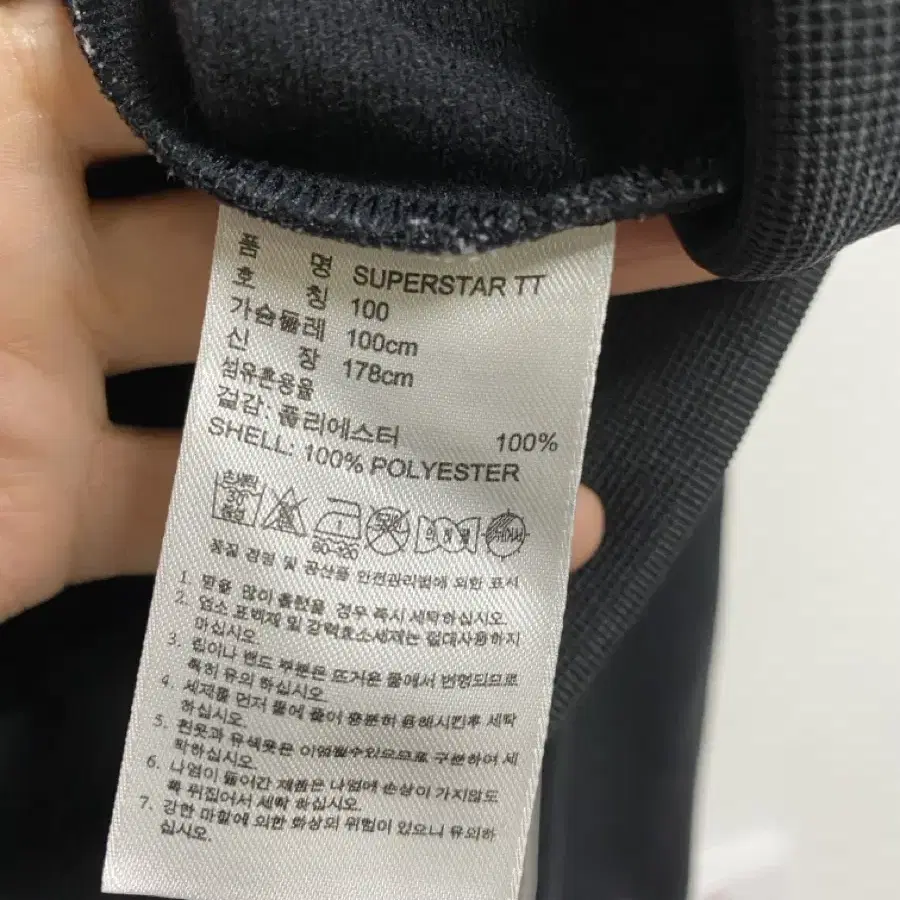 품 명 SUPERSTAR TT
호 칭 100
가슴둘레 100cm
신 장 178cm
섬유혼용율
겉감: 폴리에스터 100%
SHELL: 100% POLYESTER
손세탁
30
중성
80-120
품질 경영 및 공산품 안전관리법에 의한 표시
1. 땀을 많이 흘렸을 경우 즉시 세탁하십시오.
2. 염소 표백제 및 강력효소세제는 절대사용하지
마십시오.
3. 립이나 밴드 부분은 뜨거운 물에서 변형되므로
특히 유의 하십시오.
4. 세제를 먼저 물에 풀어 충분히 용해시킨후 세탁
하십시오.
5. 흰옷과 유색옷은 이염될수있으므로 구분하여 세
탁하십시오.
6. 나염이 들어간 제품은 나염에 손상이 가지않도
록 뒤집어서 세탁 하십시오.
7. 강한 마찰에 의한 화상의 위험이 있으니 유의하
십시오.